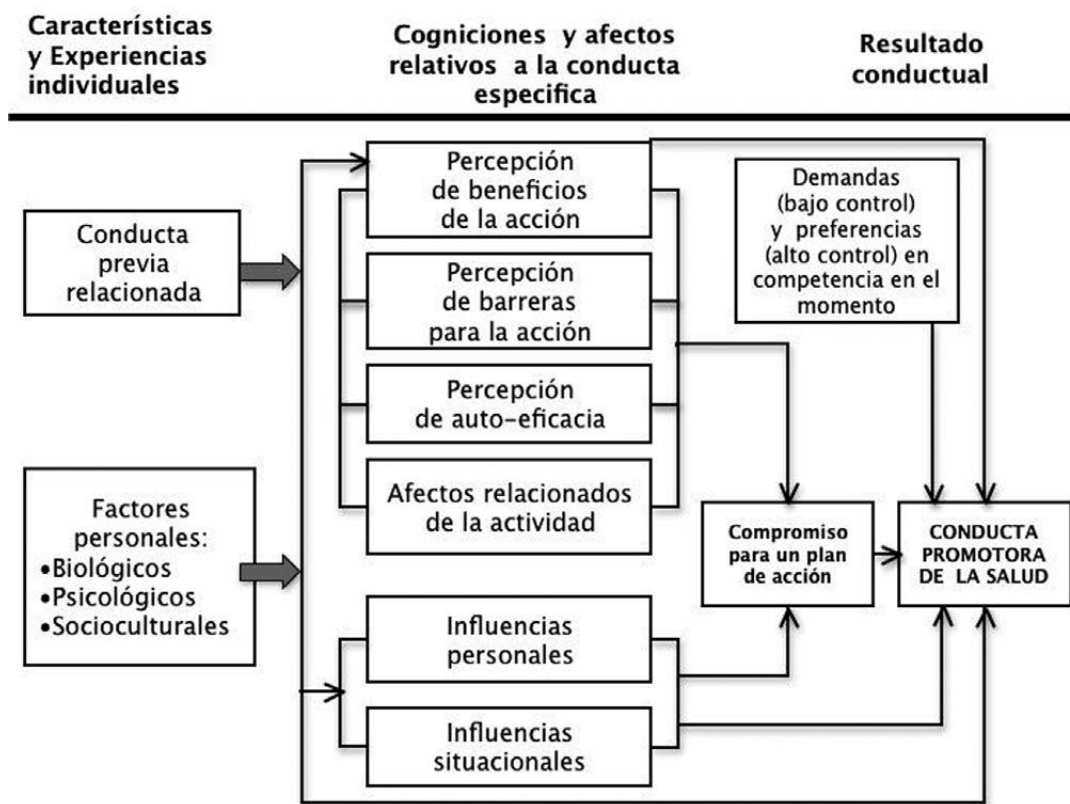 Características
y Experiencias
individuales
Cogniciones y afectos
relativos a la conducta
especifica
Resultado
conductual
Conducta
previa
relacionada
Factores
personales:
•Biológicos
•Psicológicos
•Socioculturales
Percepción
de beneficios
de la acción
Percepción
de barreras
para la acción
Percepción
de auto-eficacia
Afectos relacionados
de la actividad
Influencias
personales
Influencias
situacionales
Demandas
(bajo control)
y preferencias
(alto control) en
competencia en el
momento
Compromiso
para un plan
de acción
CONDUCTA
PROMOTORA
DE LA SALUD